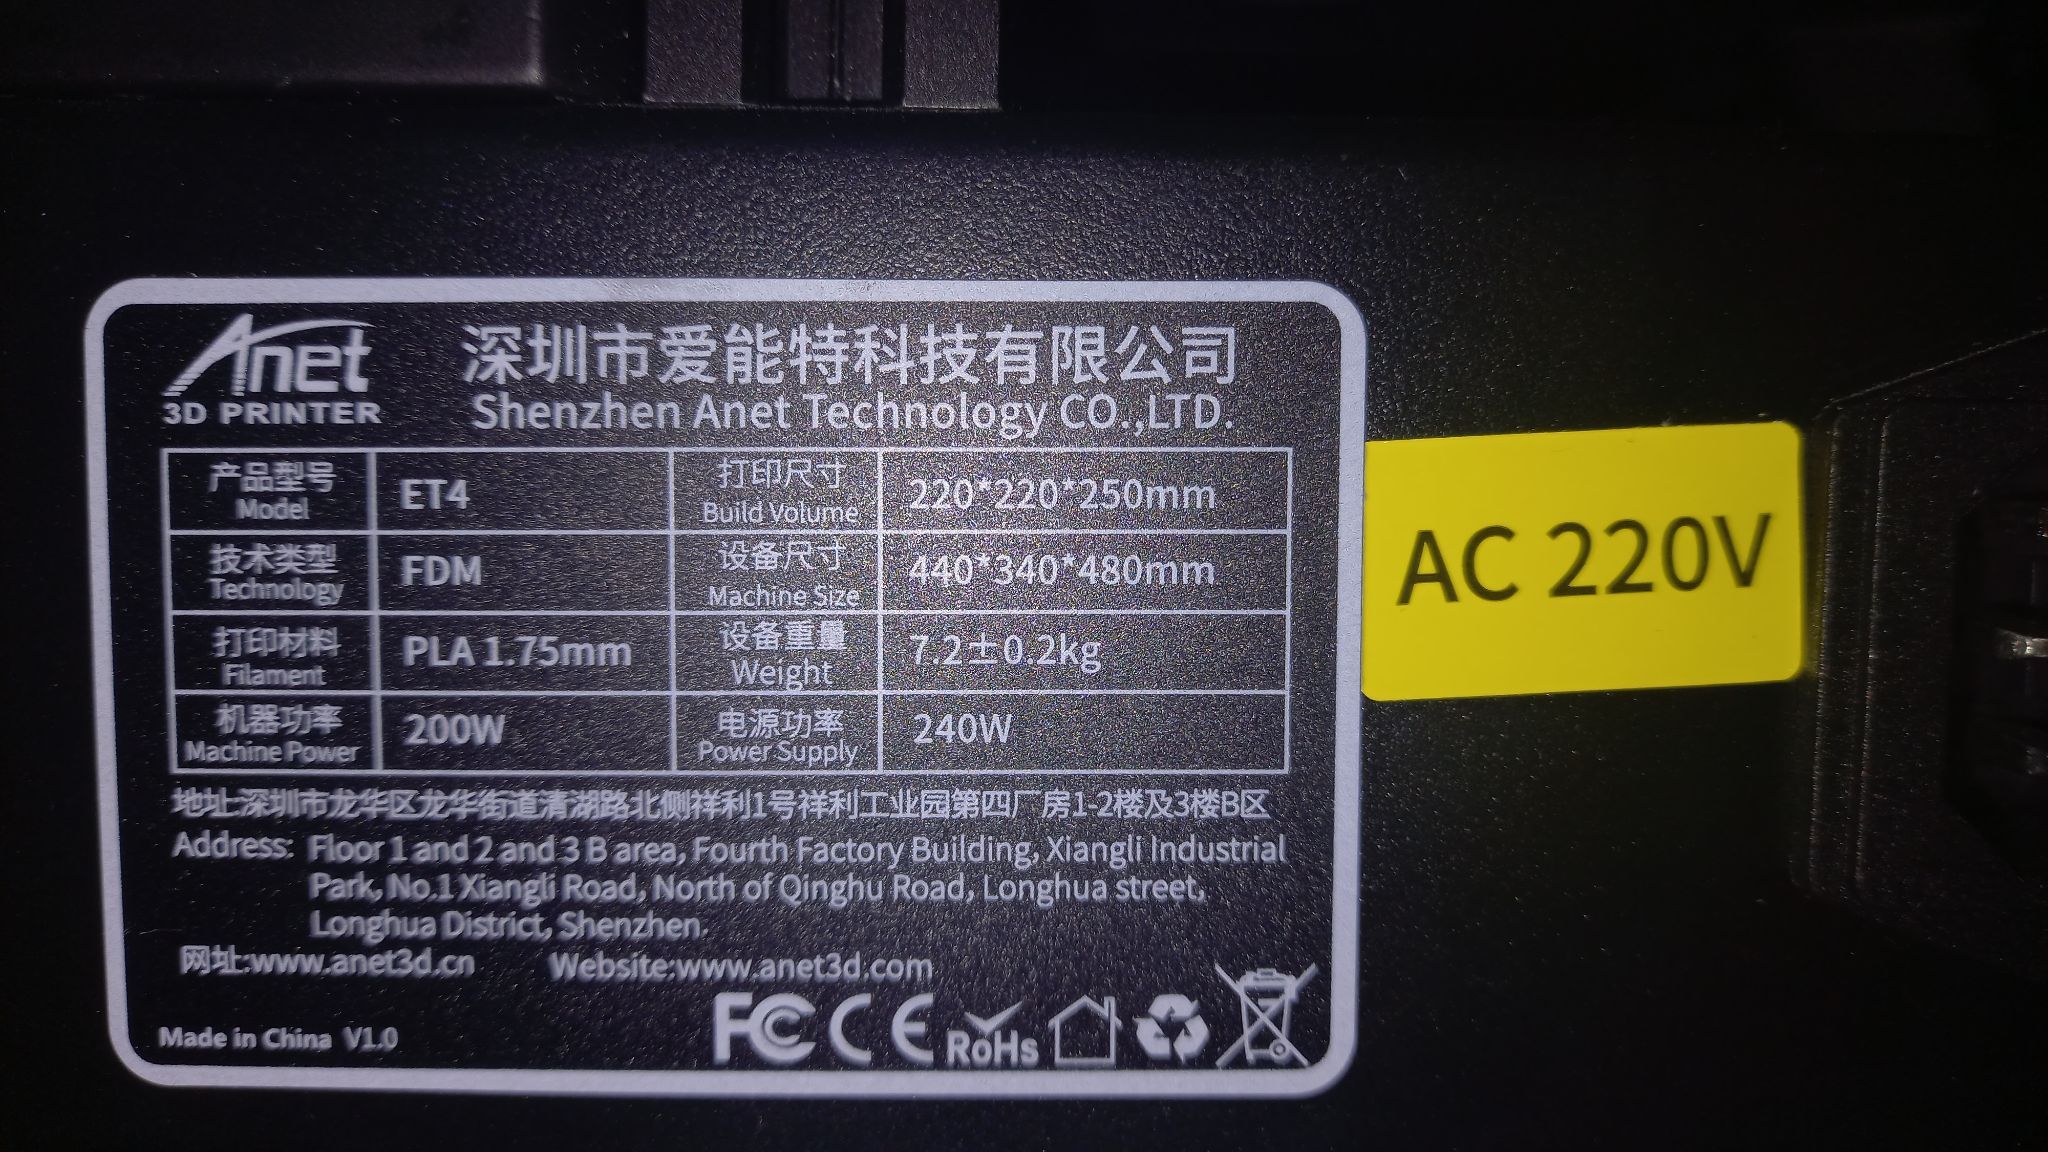 Anet
3D PRINTER
深圳市爱能特科技有限公司
Shenzhen Anet Technology CO.,LTD.
产品型号 ET4 打印尺寸 220*220*250mm
Model Build Volume
技术类型 FDM 设备尺寸 440*340*480mm
Technology Machine Size
打印材料 PLA 1.75mm 设备重量 7.2±0.2kg
Filament Weight
机器功率 200W 电源功率 240W
Machine Power Power Supply
AC 220V
地址:深圳市龙华区龙华街道清湖路北侧祥利1号祥利工业园第四厂房1-2楼及3楼B区
Address: Floor 1 and 2 and 3 B area, Fourth Factory Building, Xiangli Industrial
Park, No.1 Xiangli Road, North of Qinghu Road, Longhua street,
Longhua District, Shenzhen.
网址:www.anet3d.cn Website:www.anet3d.com
FC CE RoHS
Made in China V1.0